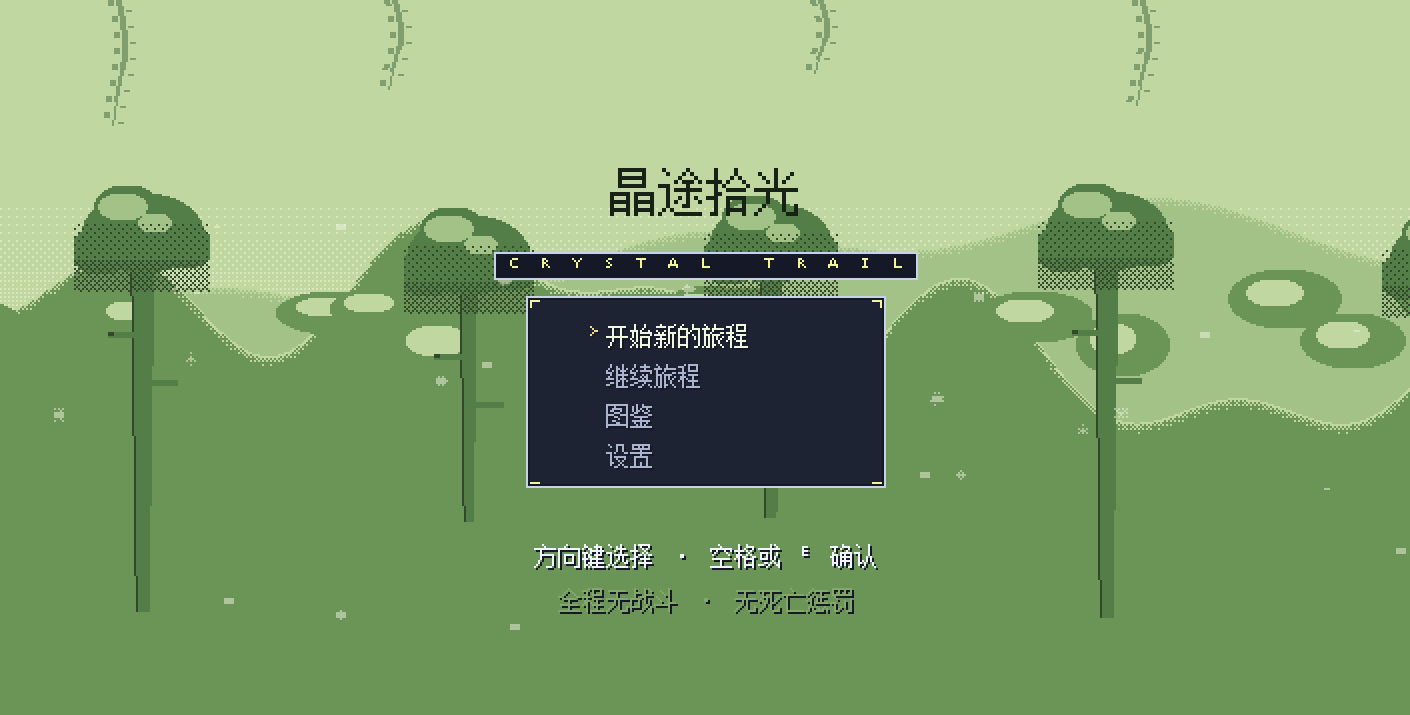 晶途拾光
CRYSTAL TRAIL
> 开始新的旅程
继续旅程
图鉴
设置
方向键选择 · 空格或 E 确认
全程无战斗 · 无死亡惩罚